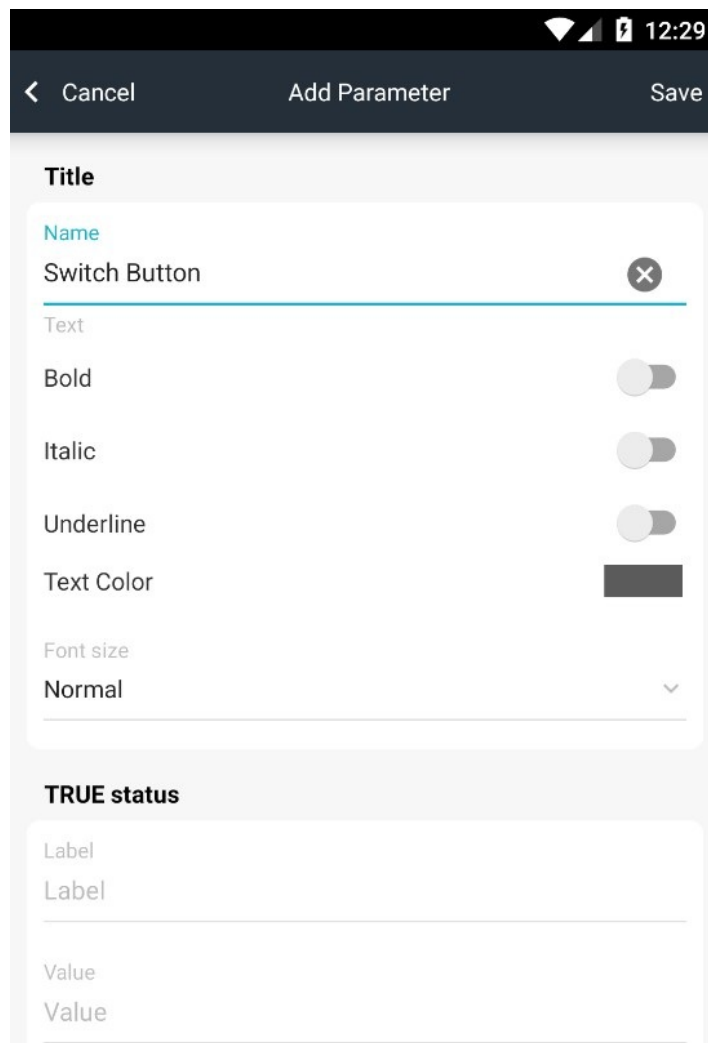 12:29
Cancel Add Parameter Save
Title
Name
Switch Button
Text
Bold
Italic
Underline
Text Color
Font size
Normal
TRUE status
Label
Label
Value
Value